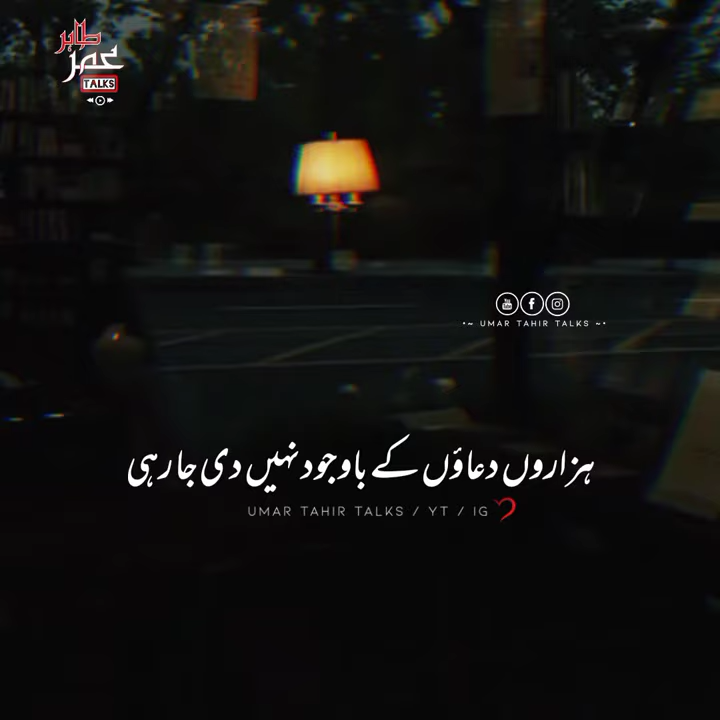 طاہر
عمر
TALKS
·~ UMAR TAHIR TALKS ~·
ہزاروں دعاؤں کے باوجود نہیں دی جا رہی
UMAR TAHIR TALKS / YT / IG